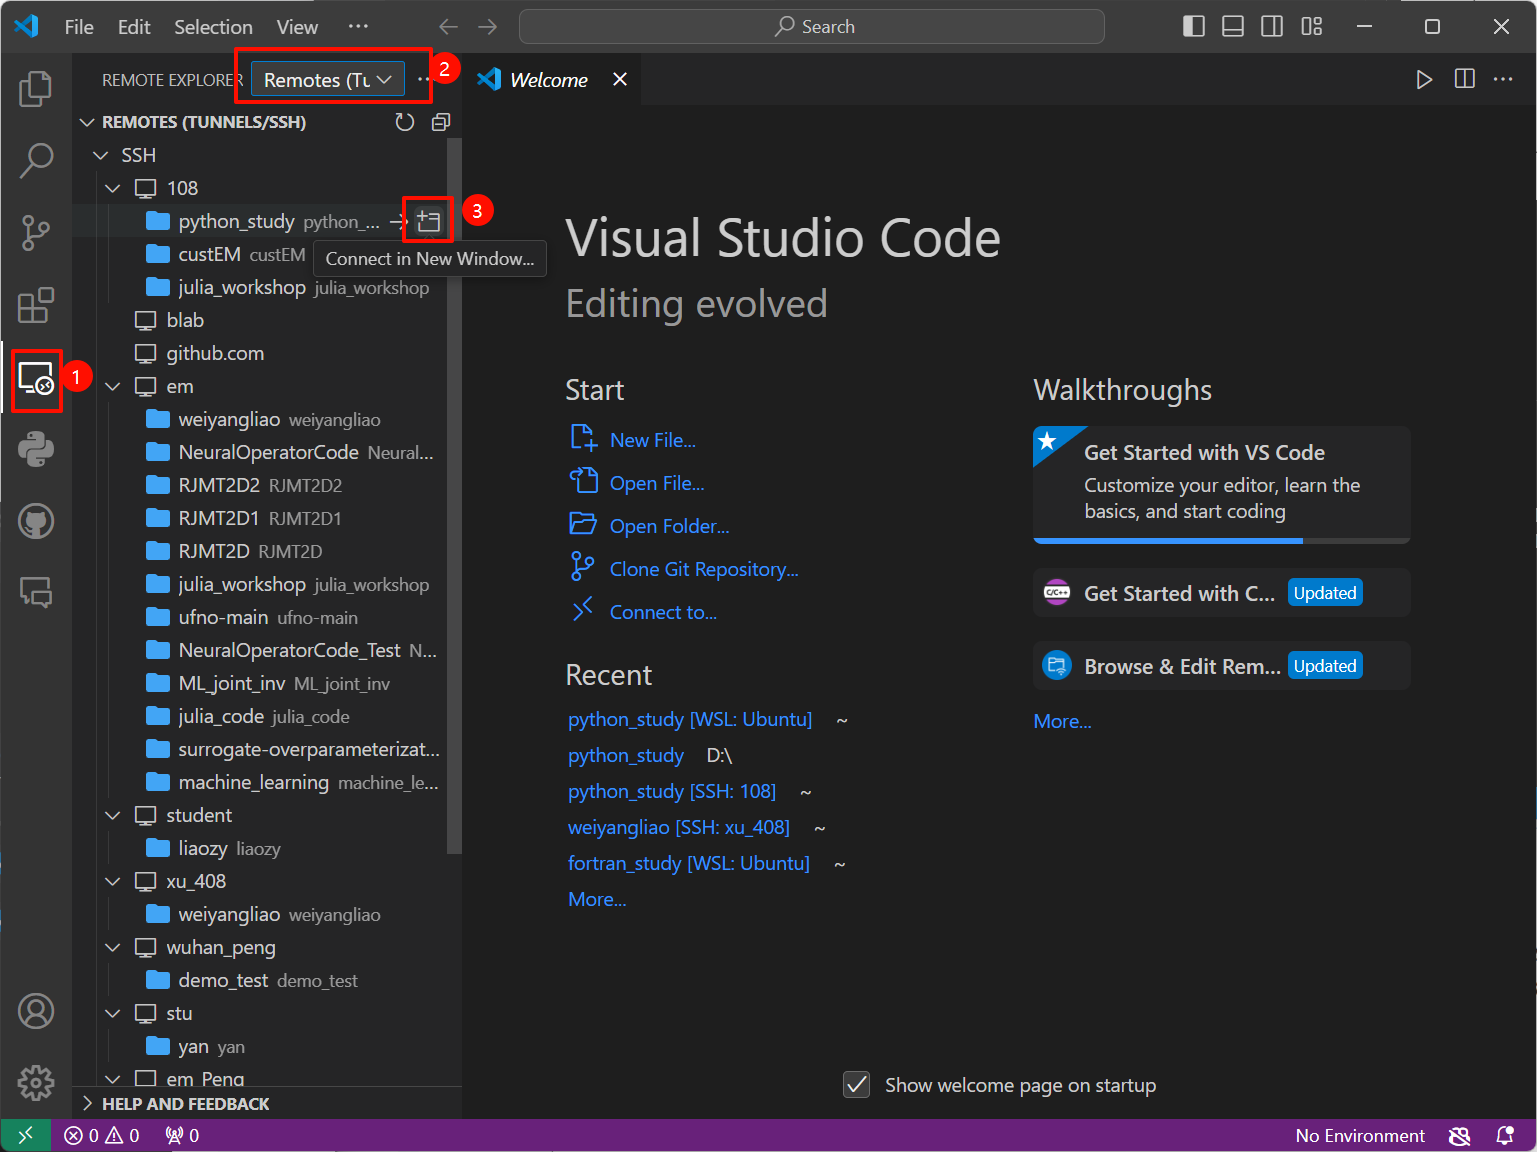 File Edit Selection View ··· Search
REMOTE EXPLORER Remotes (Tu ··· 2 Welcome
REMOTES (TUNNELS/SSH)
SSH
108
python_study python_... 3
custEM custEM
Connect in New Window...
julia_workshop julia_workshop
blab
github.com
1
em
weiyangliao weiyangliao
NeuralOperatorCode Neural...
RJMT2D2 RJMT2D2
RJMT2D1 RJMT2D1
RJMT2D RJMT2D
julia_workshop julia_workshop
ufno-main ufno-main
NeuralOperatorCode_Test N...
ML_joint_inv ML_joint_inv
julia_code julia_code
surrogate-overparameterizat...
machine_learning machine_le...
student
liaozy liaozy
xu_408
weiyangliao weiyangliao
wuhan_peng
demo_test demo_test
stu
yan yan
em_Peng
HELP AND FEEDBACK
Visual Studio Code
Editing evolved
Start
New File...
Open File...
Open Folder...
Clone Git Repository...
Connect to...
Recent
python_study [WSL: Ubuntu] ~
python_study D:\
python_study [SSH: 108] ~
weiyangliao [SSH: xu_408] ~
fortran_study [WSL: Ubuntu] ~
More...
Walkthroughs
Get Started with VS Code
Customize your editor, learn the
basics, and start coding
C/C++ Get Started with C... Updated
Browse & Edit Rem... Updated
More...
Show welcome page on startup
0 0 0 No Environment